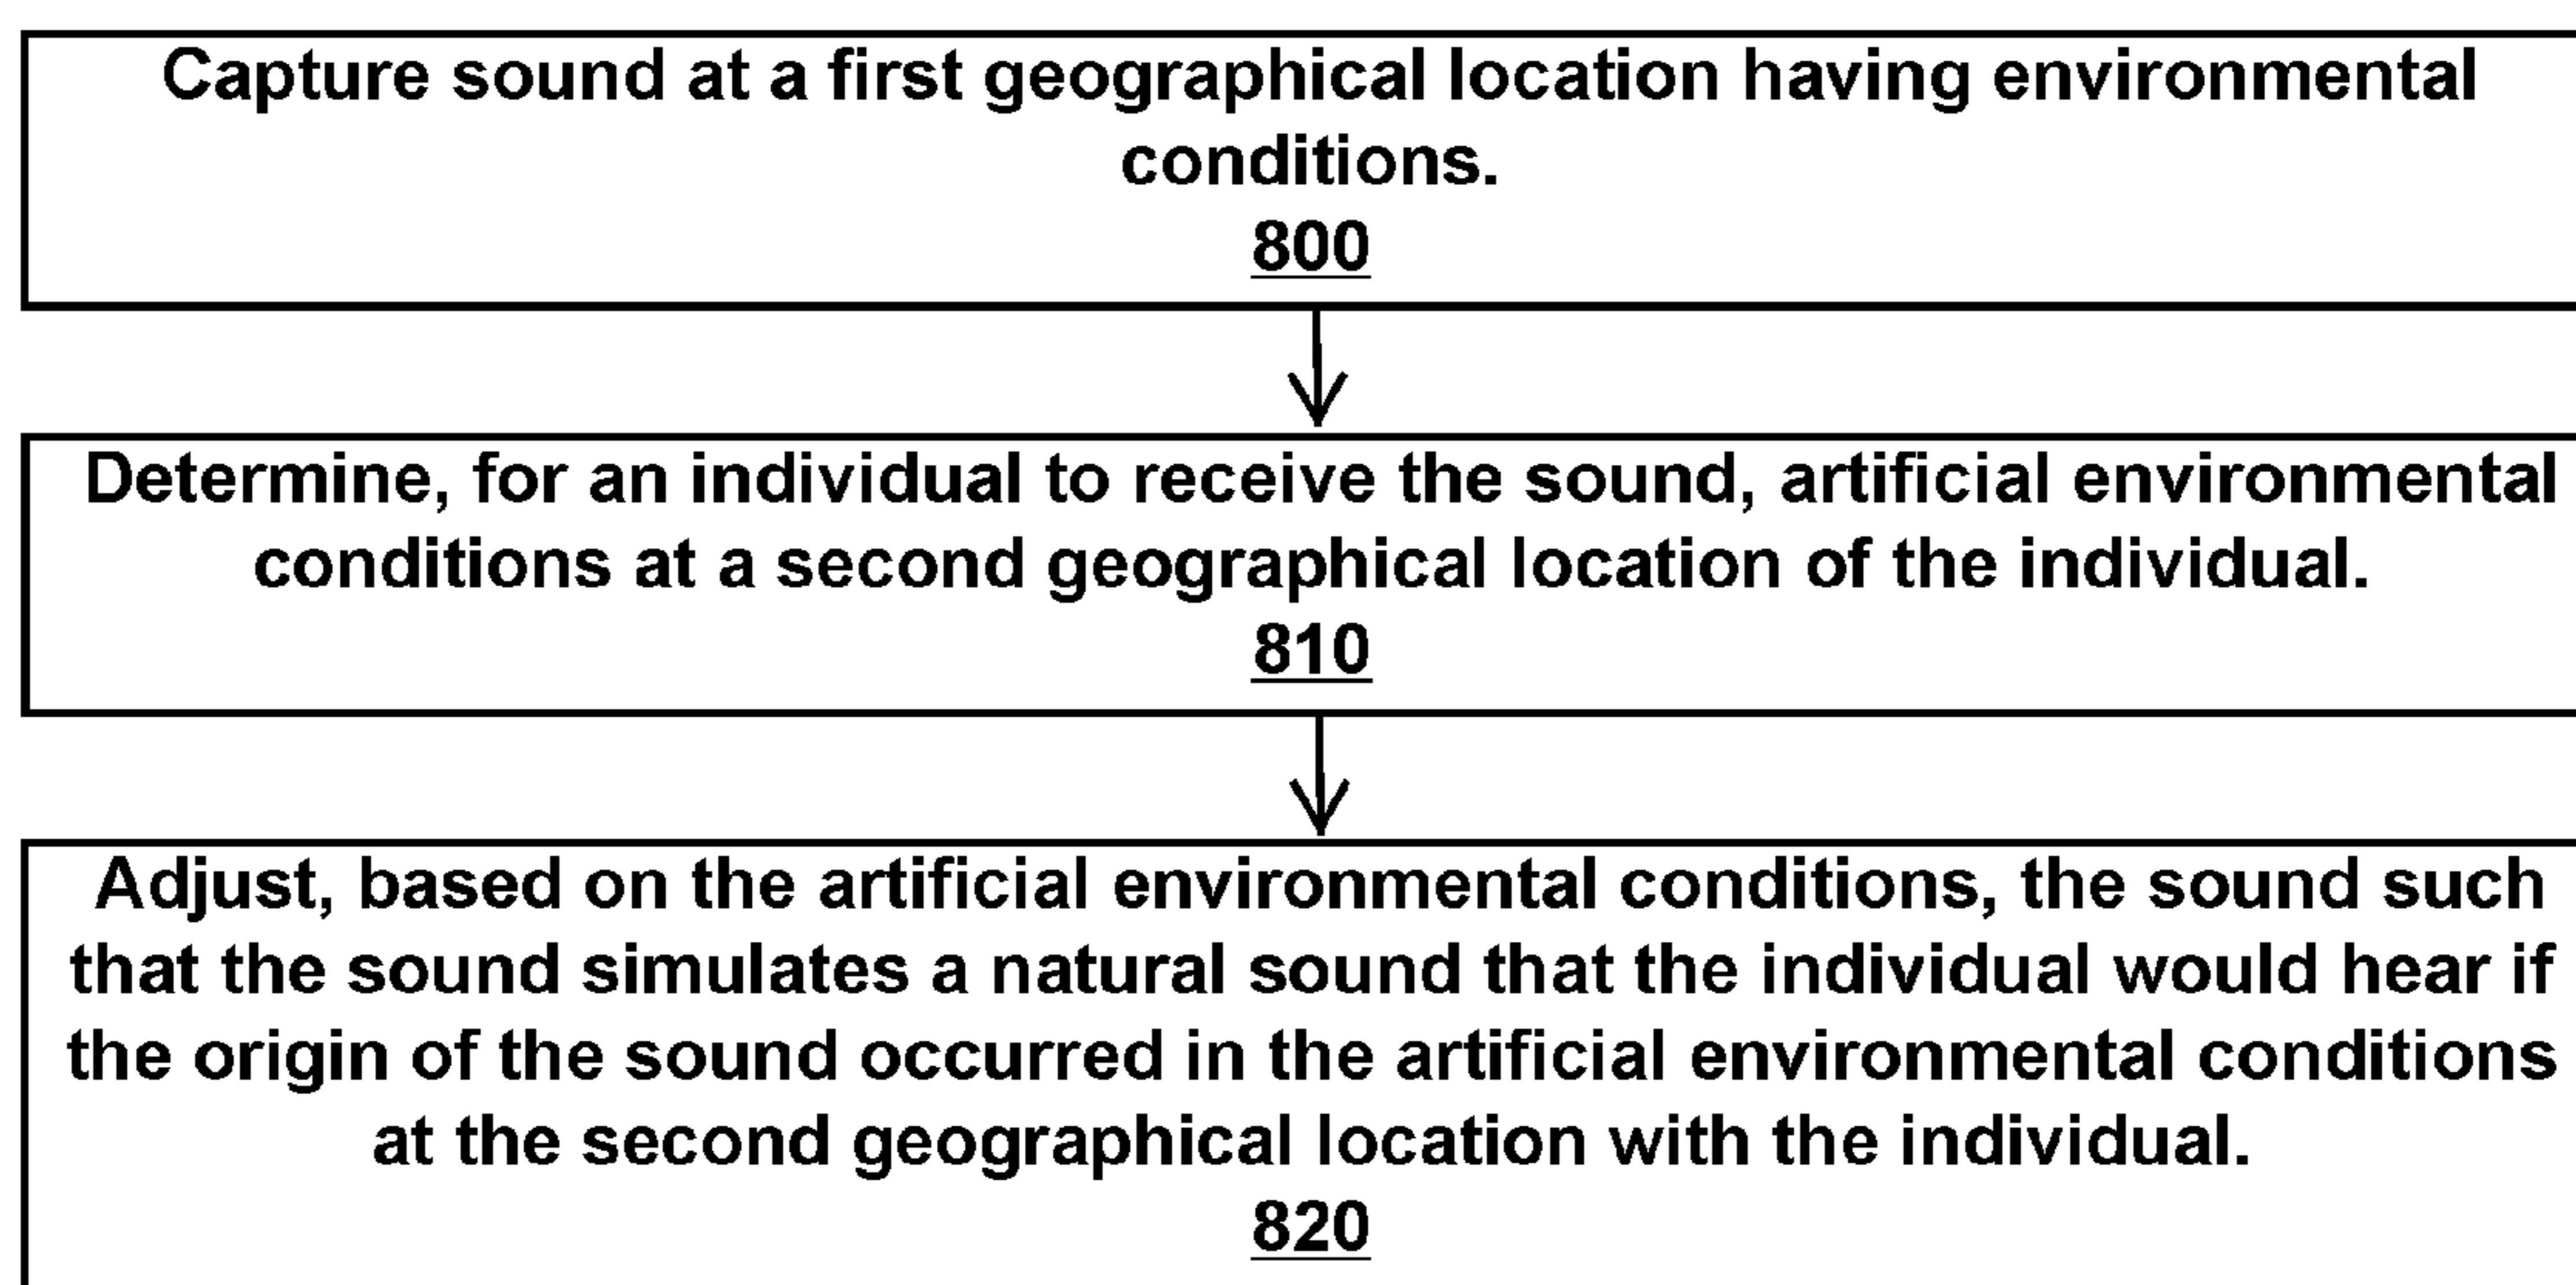 Capture sound at a first geographical location having environmental
conditions.
800
Determine, for an individual to receive the sound, artificial environmental
conditions at a second geographical location of the individual.
810
Adjust, based on the artificial environmental conditions, the sound such
that the sound simulates a natural sound that the individual would hear if
the origin of the sound occurred in the artificial environmental conditions
at the second geographical location with the individual.
820